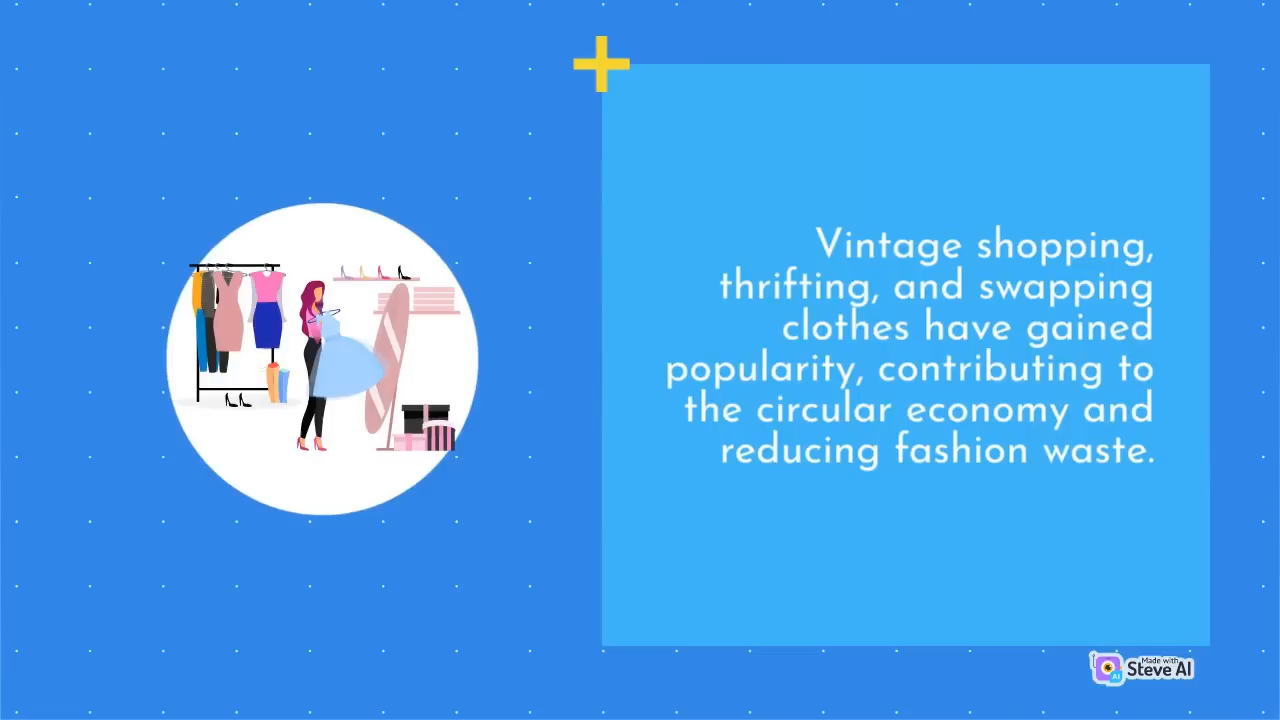 Vintage shopping,
thrifting, and swapping
clothes have gained
popularity, contributing to
the circular economy and
reducing fashion waste.
Made with
Steve AI
AI